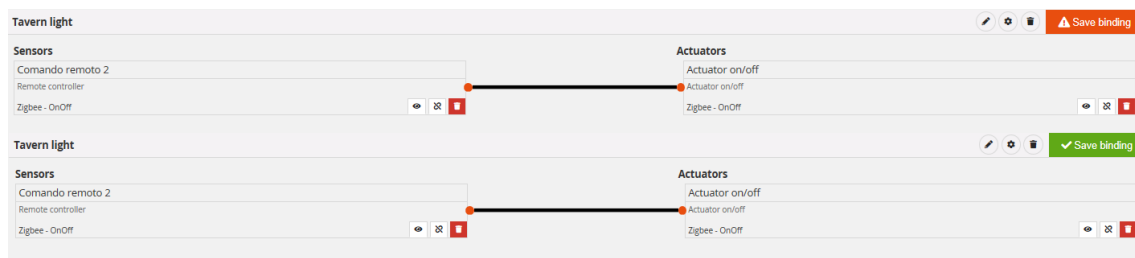 Tavern light Save binding
Sensors Actuators
Comando remoto 2 Actuator on/off
Remote controller Actuator on/off
Zigbee - OnOff Zigbee - OnOff
Tavern light Save binding
Sensors Actuators
Comando remoto 2 Actuator on/off
Remote controller Actuator on/off
Zigbee - OnOff Zigbee - OnOff